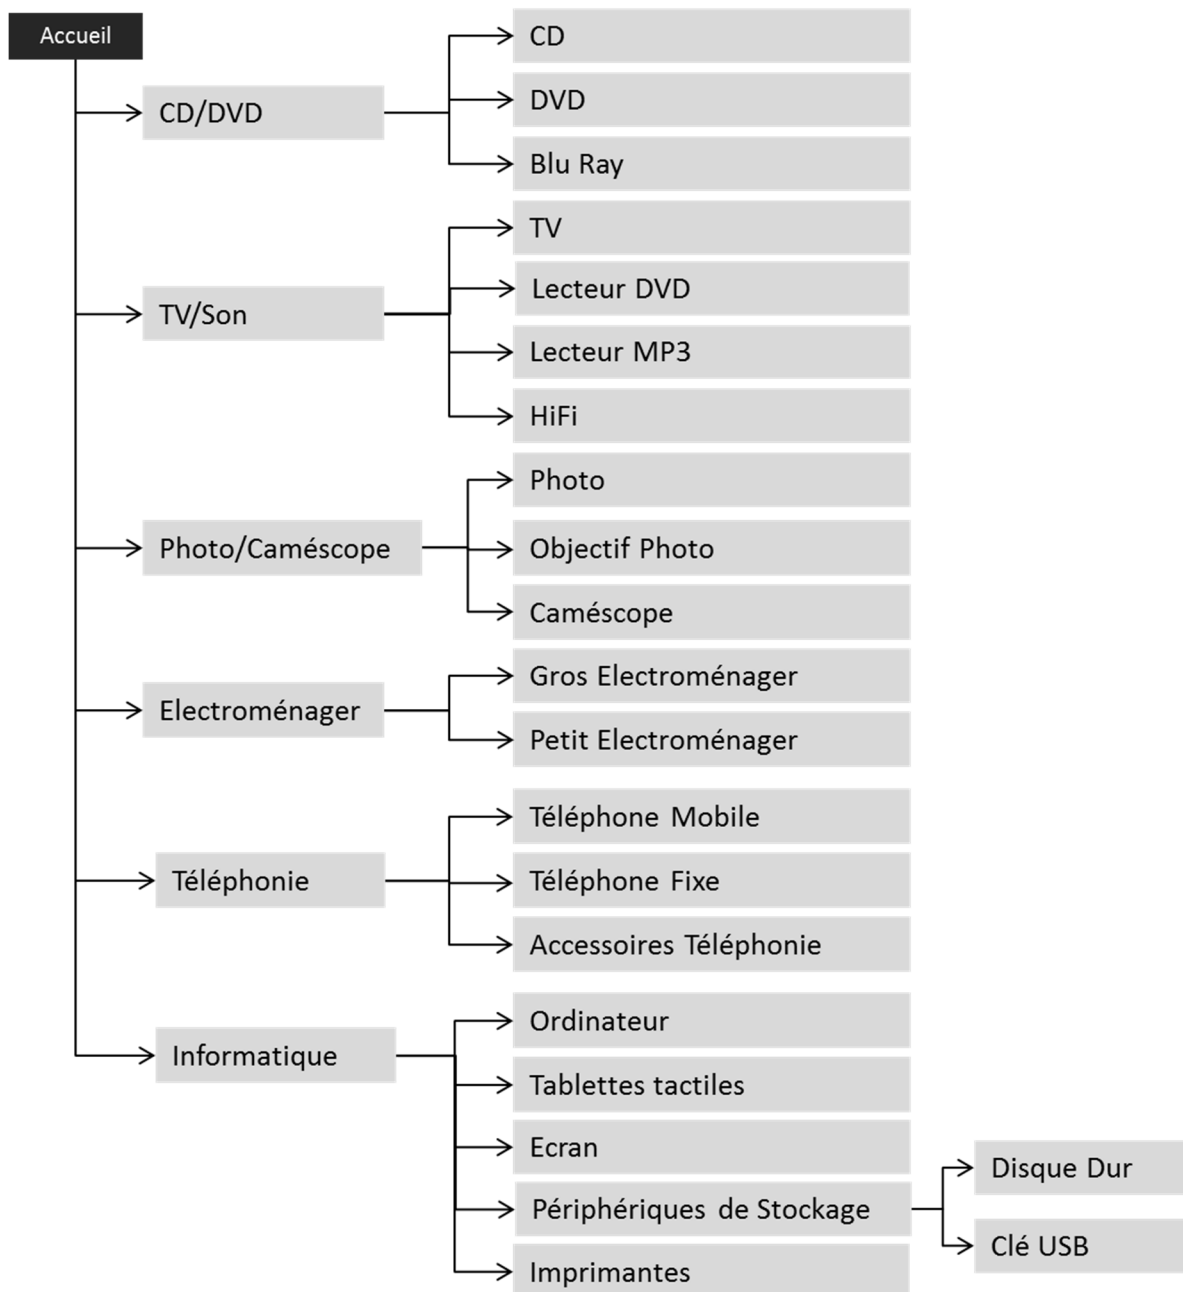 Accueil
CD/DVD
CD
DVD
Blu Ray
TV/Son
TV
Lecteur DVD
Lecteur MP3
HiFi
Photo/Caméscope
Photo
Objectif Photo
Caméscope
Electroménager
Gros Electroménager
Petit Electroménager
Téléphonie
Téléphone Mobile
Téléphone Fixe
Accessoires Téléphonie
Informatique
Ordinateur
Tablettes tactiles
Ecran
Périphériques de Stockage
Disque Dur
Clé USB
Imprimantes